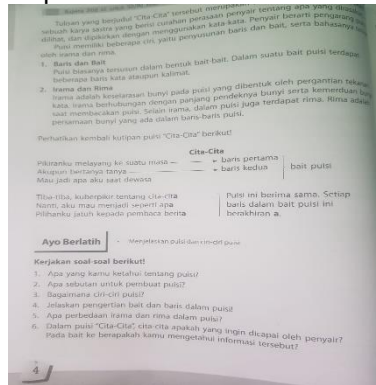 Tulisan yang berjudul "Cita-Cita" tersebut merupakan
sebuah karya sastra yang berisi curahan perasaan penyair tentang apa yang
dilihat, dan dipikirkan dengan menggunakan kata-kata. Penyair berarti pengarang
Puisi memiliki beberapa ciri, yaitu penyusunan baris dan bait, serta bahasanya
oleh irama dan rima.
1. Baris dan Bait
Puisi biasanya tersusun dalam bentuk bait-bait. Dalam suatu bait puisi terdapat
beberapa baris kata ataupun kalimat.
2. Irama dan Rima
Irama adalah keselarasan bunyi pada puisi yang dibentuk oleh pergantian tekanan
kata. Irama berhubungan dengan panjang pendeknya bunyi serta kemerduan bunyi
saat membacakan puisi. Selain irama, dalam puisi juga terdapat rima. Rima adalah
persamaan bunyi yang ada dalam baris-baris puisi.
Perhatikan kembali kutipan puisi "Cita-Cita" berikut!
Cita-Cita
Pikiranku melayang ke suatu masa baris pertama
Akupun bertanya-tanya baris kedua bait puisi
Mau jadi apa aku saat dewasa
Tiba-tiba, kuberpikir tentang cita-cita Puisi ini berima sama. Setiap
Nanti, aku mau menjadi seperti apa baris dalam bait puisi ini
Pilihanku jatuh kepada pembaca berita berakhiran a.
Ayo Berlatih Menjelaskan puisi dan ciri-ciri puisi
Kerjakan soal-soal berikut!
1. Apa yang kamu ketahui tentang puisi?
2. Apa sebutan untuk pembuat puisi?
3. Bagaimana ciri-ciri puisi?
4. Jelaskan pengertian bait dan baris dalam puisi!
5. Apa perbedaan irama dan rima dalam puisi?
6. Dalam puisi "Cita-Cita", cita-cita apakah yang ingin dicapai oleh penyair?
Pada bait ke berapakah kamu mengetahui informasi tersebut?
4